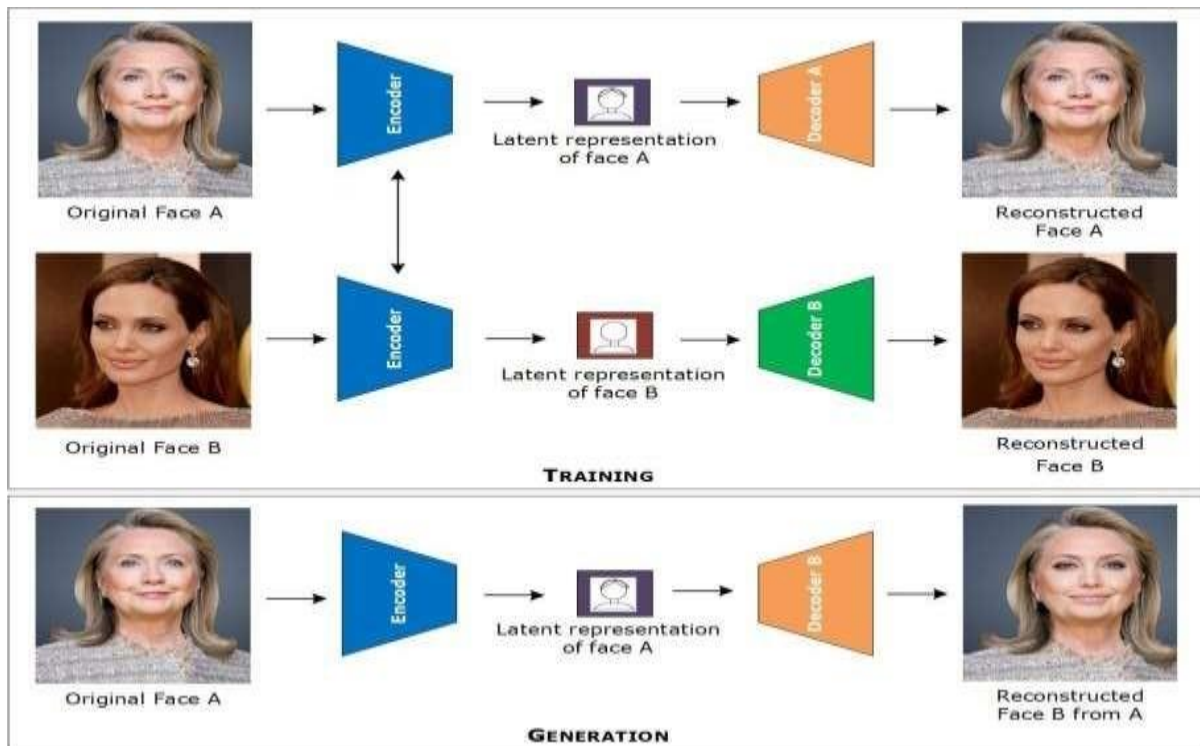 Encoder
Latent representation
of face A
Decoder A
Original Face A
Reconstructed
Face A
Encoder
Latent representation
of face B
Decoder B
Original Face B
Reconstructed
Face B
TRAINING
Encoder
Latent representation
of face A
Decoder B
Original Face A
Reconstructed
Face B from A
GENERATION